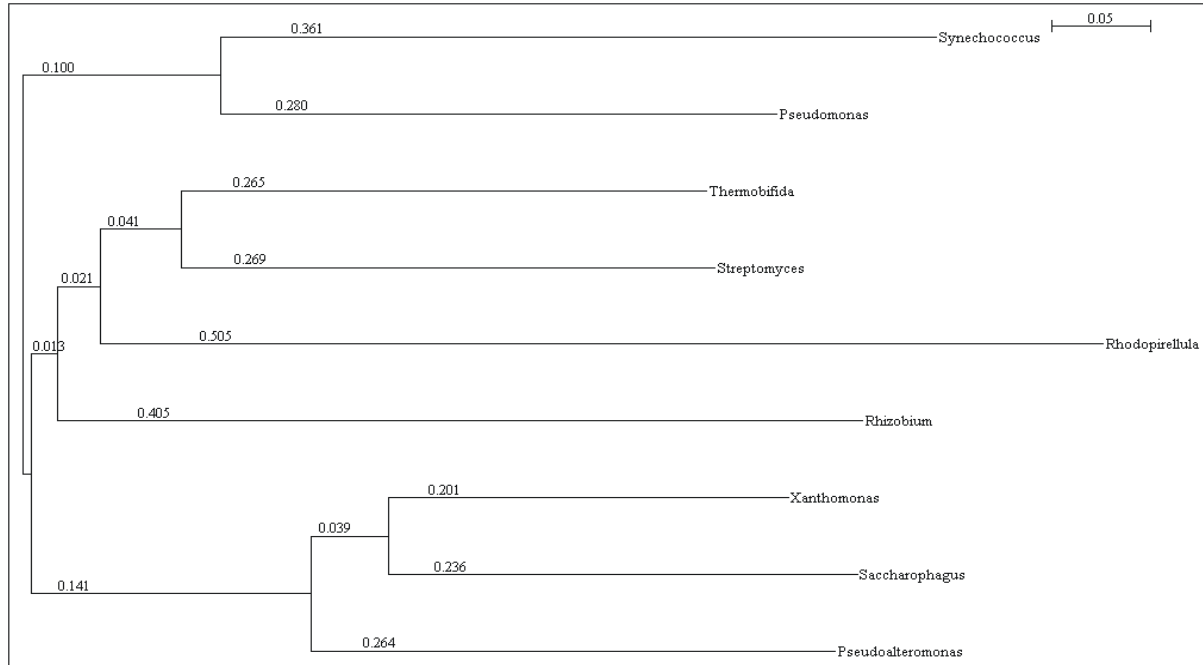 0.361
Synechococcus
0.05
0.100
0.280
Pseudomonas
0.265
Thermobifida
0.041
0.269
Streptomyces
0.021
0.505
Rhodopirellula
0.013
0.405
Rhizobium
0.201
Xanthomonas
0.039
0.236
Saccharophagus
0.141
0.264
Pseudoalteromonas